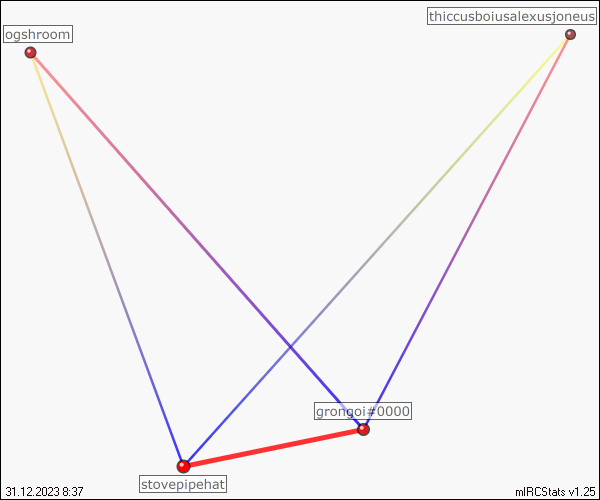 thiccusboiusalexusjoneus
ogshroom
grongoi#0000
stovepipehat
31.12.2023 8:37
mIRCStats v1.25